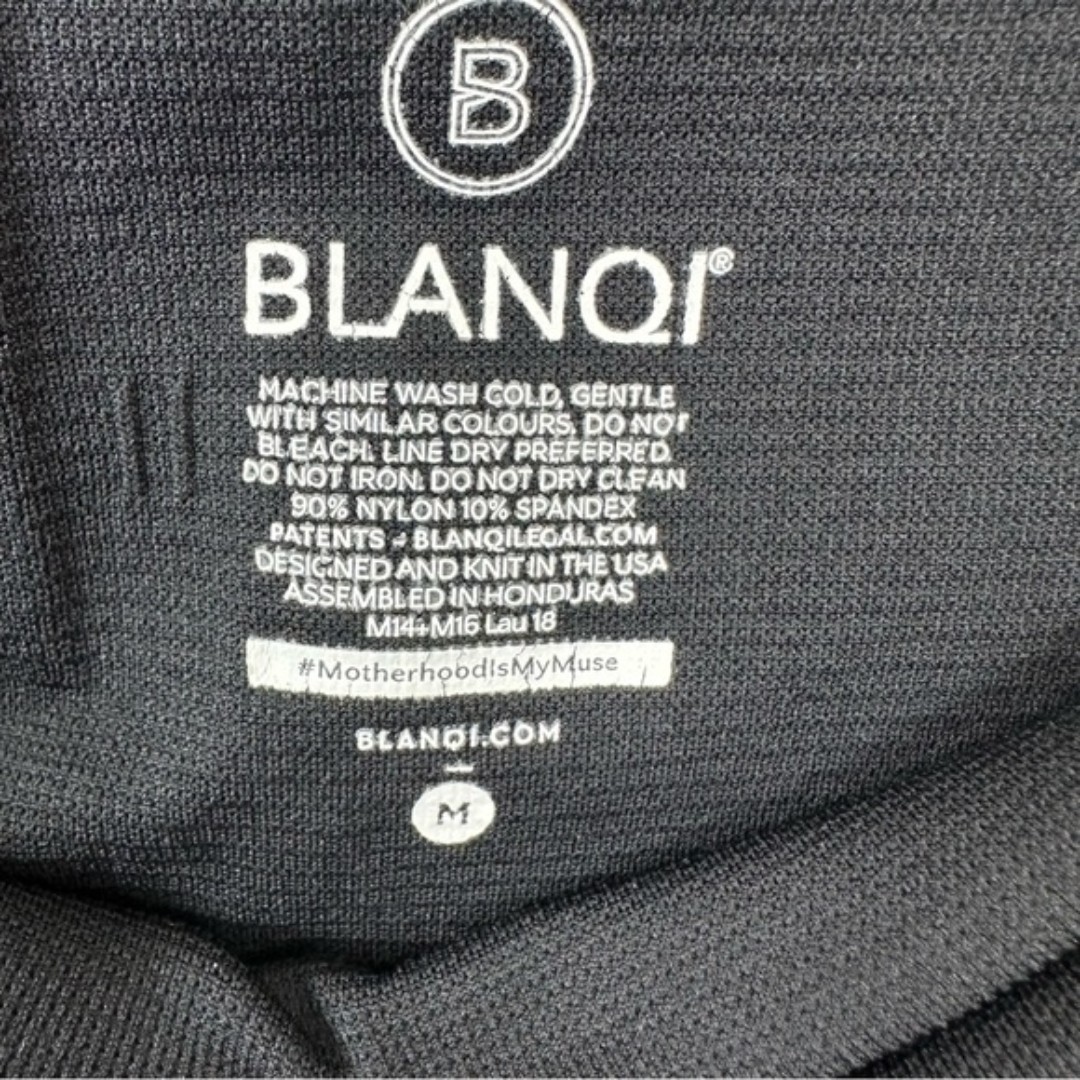 B
BLANQI®
MACHINE WASH COLD, GENTLE
WITH SIMILAR COLOURS, DO NOT
BLEACH. LINE DRY PREFERRED.
DO NOT IRON. DO NOT DRY CLEAN
90% NYLON 10% SPANDEX
PATENTS - BLANQILEGAL.COM
DESIGNED AND KNIT IN THE USA
ASSEMBLED IN HONDURAS
M14+M16 Lau 18
#MotherhoodIsMyMuse
BLANQI.COM
M